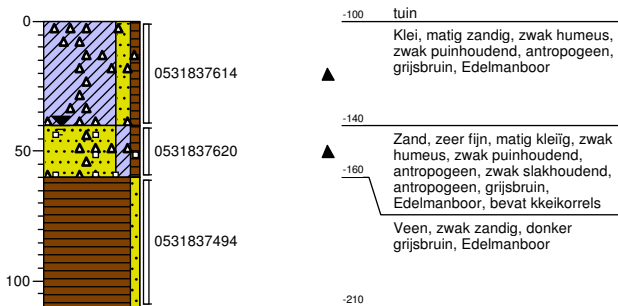 0
50
100
0531837614
0531837620
0531837494
-100
tuin
Klei, matig zandig, zwak humeus,
zwak puinhoudend, antropogeen,
grijsbruin, Edelmanboor
-140
Zand, zeer fijn, matig kleiïg, zwak
humeus, zwak puinhoudend,
antropogeen, zwak slakhoudend,
antropogeen, grijsbruin,
Edelmanboor, bevat kkeikorrels
-160
Veen, zwak zandig, donker
grijsbruin, Edelmanboor
-210